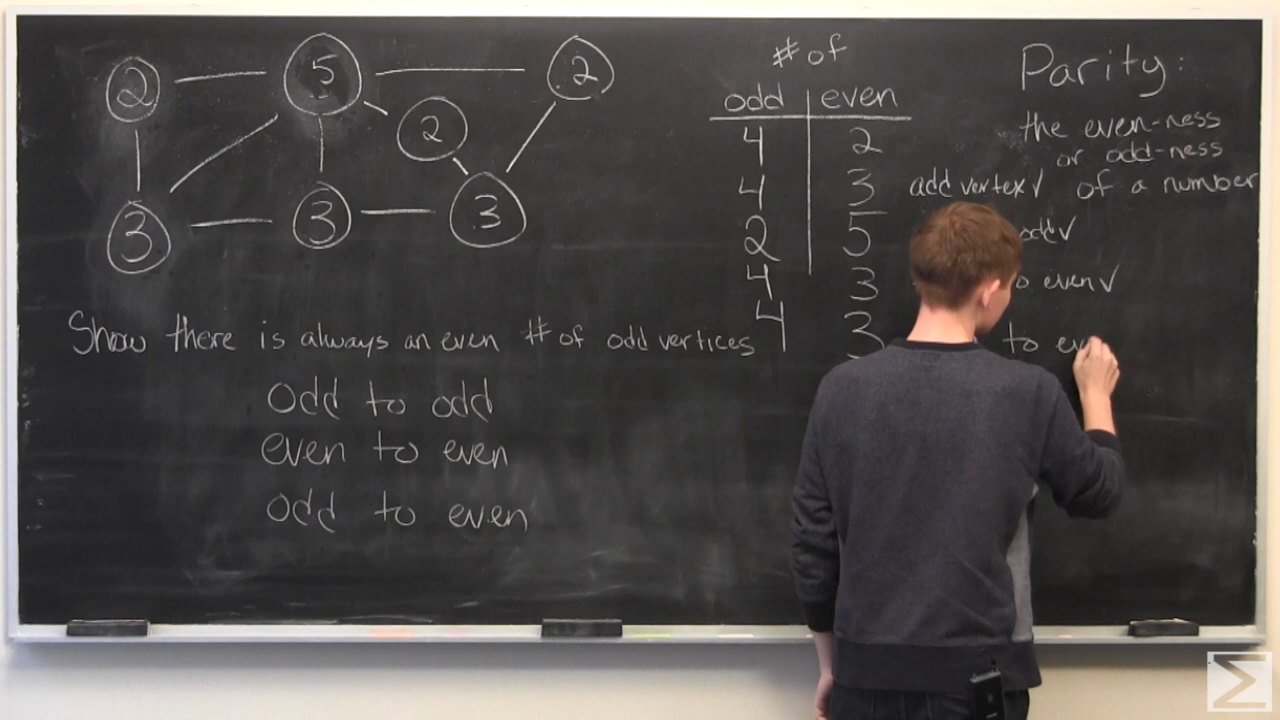 2 5 2
2
3 3 3
Show there is always an even # of odd vertices
odd to odd
even to even
odd to even
# of
odd even
4 2
4 3 add vertex ✓
2 5 odd ✓
4 3 even ✓
4 3 to
Parity:
the even-ness
or odd-ness
of a number
Σ